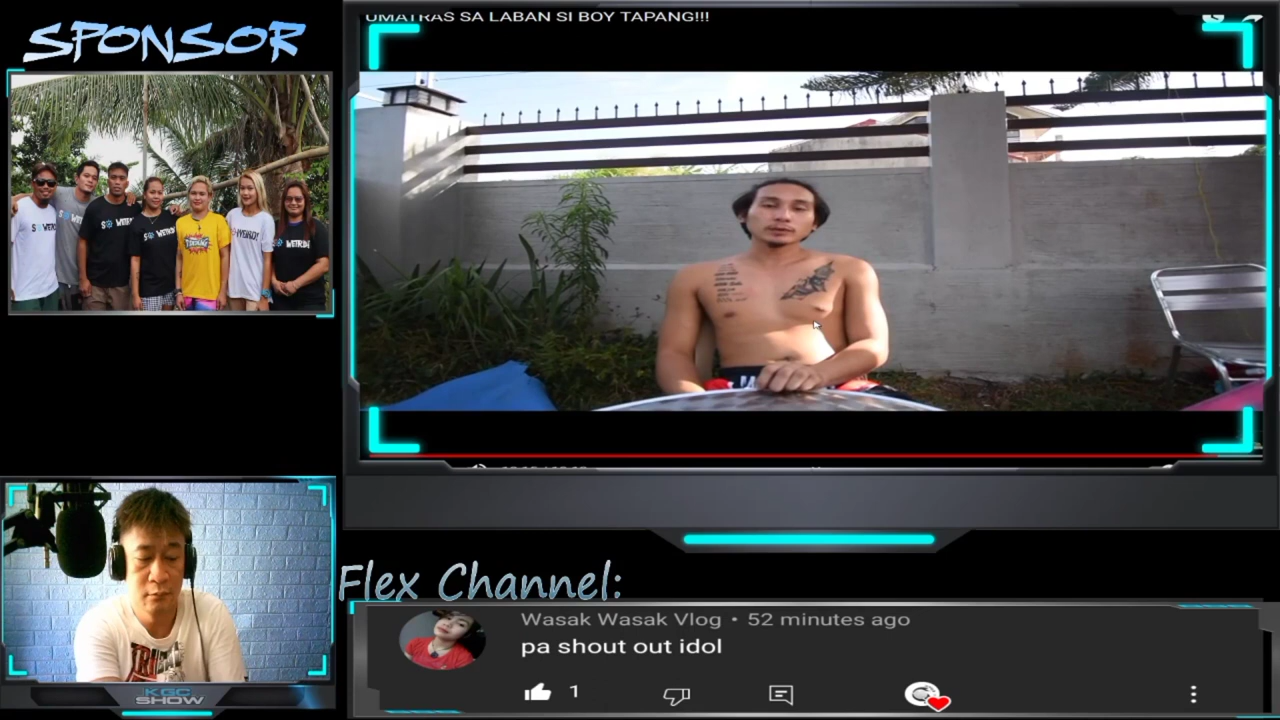 SPONSOR
UMATRAS SA LABAN SI BOY TAPANG!!!
KGC
SHOW
Flex Channel:
Wasak Wasak Vlog • 52 minutes ago
pa shout out idol
1